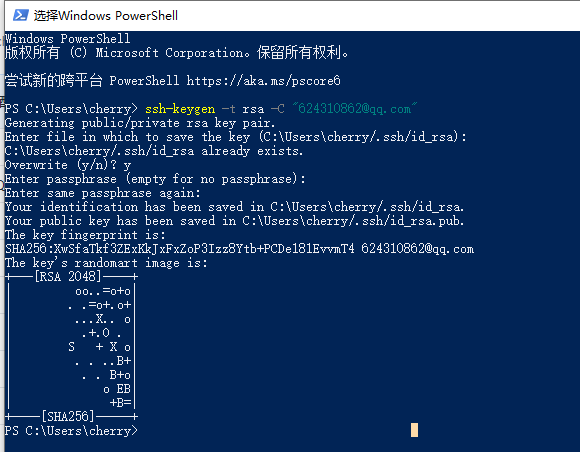 选择Windows PowerShell
Windows PowerShell
版权所有 (C) Microsoft Corporation。保留所有权利。
尝试新的跨平台 PowerShell https://aka.ms/pscore6
PS C:\Users\cherry> ssh-keygen -t rsa -C "624310862@qq.com"
Generating public/private rsa key pair.
Enter file in which to save the key (C:\Users\cherry/.ssh/id_rsa):
C:\Users\cherry/.ssh/id_rsa already exists.
Overwrite (y/n)? y
Enter passphrase (empty for no passphrase):
Enter same passphrase again:
Your identification has been saved in C:\Users\cherry/.ssh/id_rsa.
Your public key has been saved in C:\Users\cherry/.ssh/id_rsa.pub.
The key fingerprint is:
SHA256:XwSfaTkf3ZExKkJxFxZoP3Izz8Ytb+PCDel81EvvmT4 624310862@qq.com
The key's randomart image is:
+---[RSA 2048]----+
|         oo..=o+o|
|        . .=o+.o+|
|         ...X.. o|
|          .+.O . |
|        S   + X o|
|         . . ..B+|
|          . . B+o|
|             o EB|
|              +B=|
+----[SHA256]-----+
PS C:\Users\cherry>